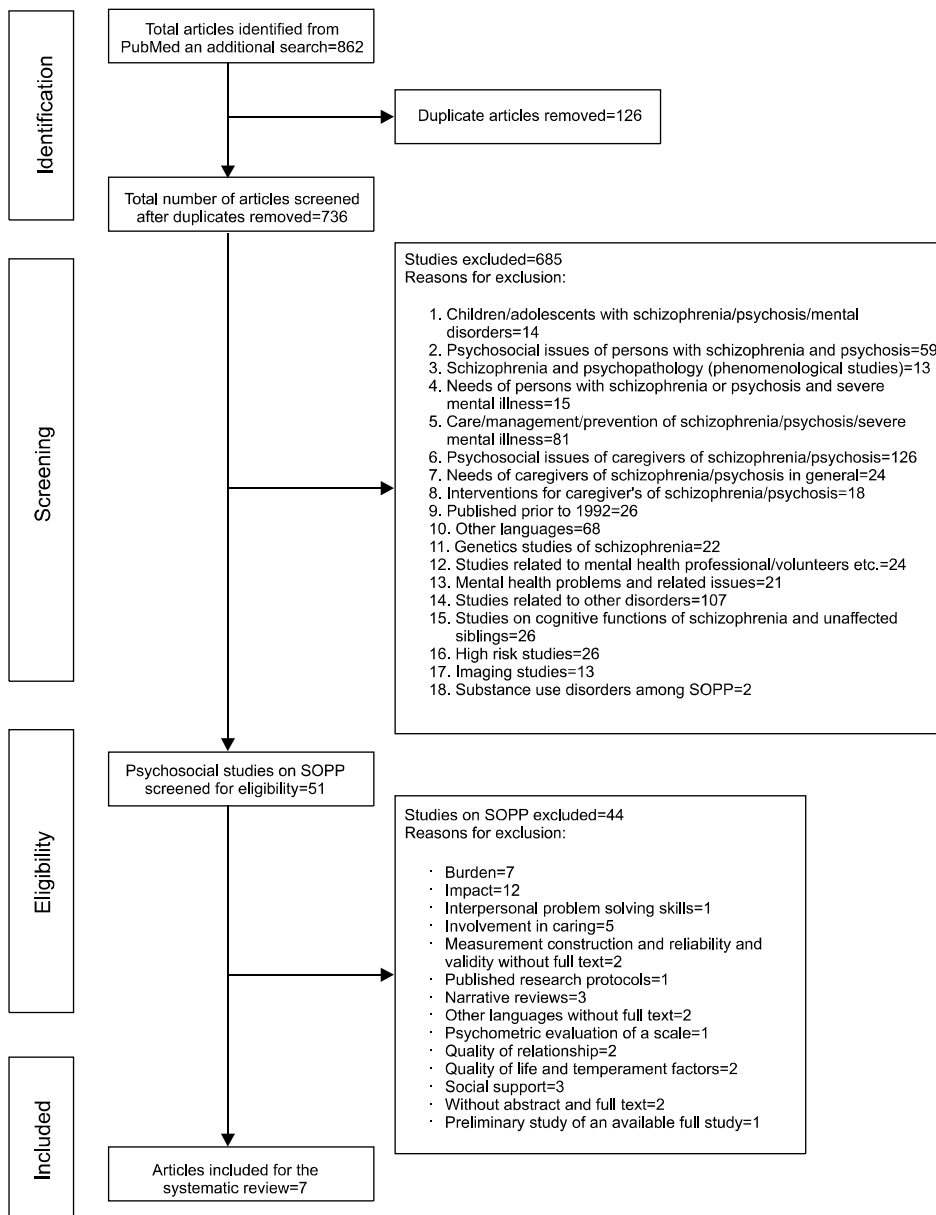 Identification
Total articles identified from
PubMed an additional search=862
Duplicate articles removed=126
Total number of articles screened
after duplicates removed=736
Screening
Studies excluded=685
Reasons for exclusion:
1. Children/adolescents with schizophrenia/psychosis/mental
disorders=14
2. Psychosocial issues of persons with schizophrenia and psychosis=59
3. Schizophrenia and psychopathology (phenomenological studies)=13
4. Needs of persons with schizophrenia or psychosis and severe
mental illness=15
5. Care/management/prevention of schizophrenia/psychosis/severe
mental illness=81
6. Psychosocial issues of caregivers of schizophrenia/psychosis=126
7. Needs of caregivers of schizophrenia/psychosis in general=24
8. Interventions for caregiver's of schizophrenia/psychosis=18
9. Published prior to 1992=26
10. Other languages=68
11. Genetics studies of schizophrenia=22
12. Studies related to mental health professional/volunteers etc.=24
13. Mental health problems and related issues=21
14. Studies related to other disorders=107
15. Studies on cognitive functions of schizophrenia and unaffected
siblings=26
16. High risk studies=26
17. Imaging studies=13
18. Substance use disorders among SOPP=2
Eligibility
Psychosocial studies on SOPP
screened for eligibility=51
Studies on SOPP excluded=44
Reasons for exclusion:
· Burden=7
· Impact=12
· Interpersonal problem solving skills=1
· Involvement in caring=5
· Measurement construction and reliability and
validity without full text=2
· Published research protocols=1
· Narrative reviews=3
· Other languages without full text=2
· Psychometric evaluation of a scale=1
· Quality of relationship=2
· Quality of life and temperament factors=2
· Social support=3
· Without abstract and full text=2
· Preliminary study of an available full study=1
Included
Articles included for the
systematic review=7